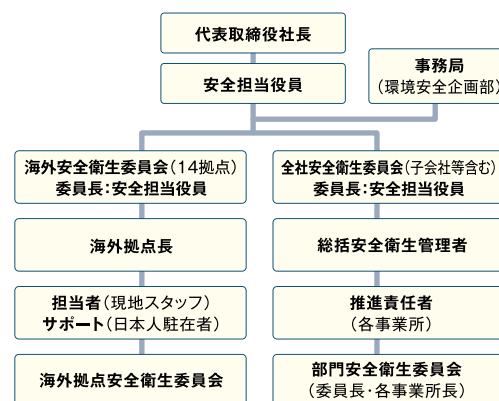 代表取締役社長
安全担当役員
事務局
（環境安全企画部）
海外安全衛生委員会（14拠点）
委員長：安全担当役員
全社安全衛生委員会（子会社等含む）
委員長：安全担当役員
海外拠点長
総括安全衛生管理者
担当者（現地スタッフ）
サポート（日本人駐在者）
推進責任者
（各事業所）
海外拠点安全衛生委員会
部門安全衛生委員会
（委員長・各事業所長）